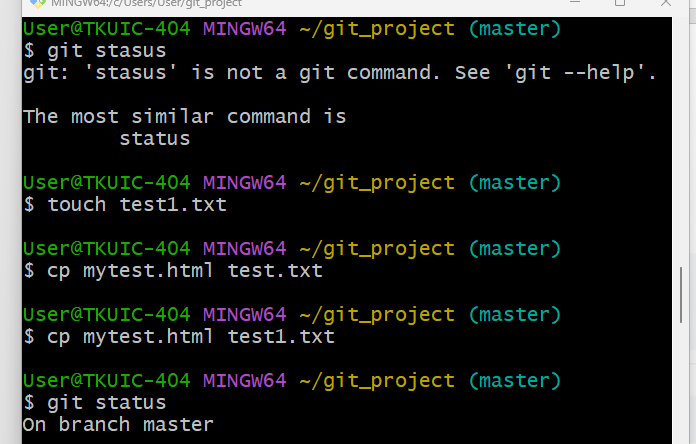 MINGW64:/c/Users/User/git_project
User@TKUIC-404 MINGW64 ~/git_project (master)
$ git stasus
git: 'stasus' is not a git command. See 'git --help'.
The most similar command is
status
User@TKUIC-404 MINGW64 ~/git_project (master)
$ touch test1.txt
User@TKUIC-404 MINGW64 ~/git_project (master)
$ cp mytest.html test.txt
User@TKUIC-404 MINGW64 ~/git_project (master)
$ cp mytest.html test1.txt
User@TKUIC-404 MINGW64 ~/git_project (master)
$ git status
On branch master